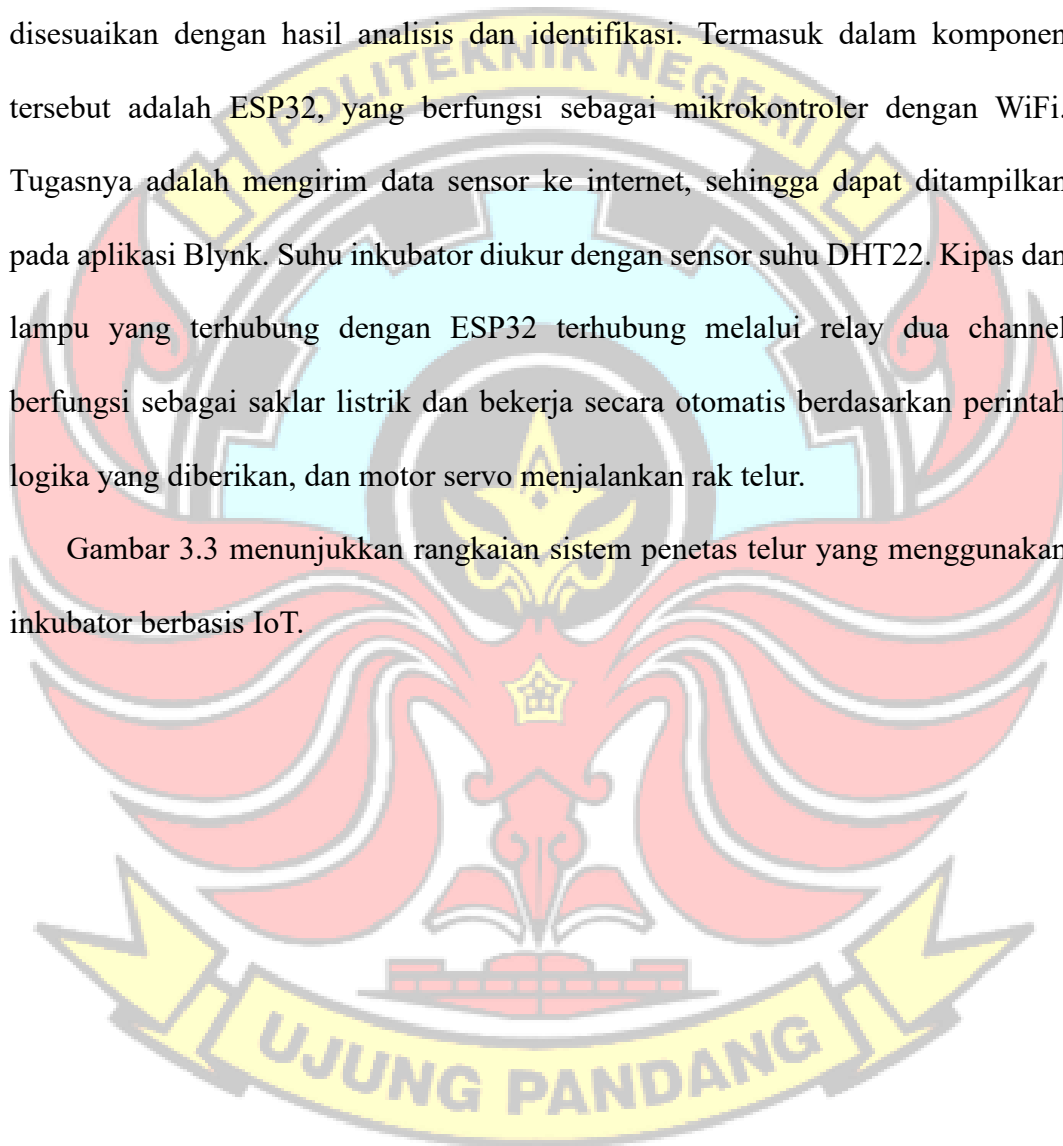 disesuaikan dengan hasil analisis dan identifikasi. Termasuk dalam komponen
tersebut adalah ESP32, yang berfungsi sebagai mikrokontroler dengan WiFi.
Tugasnya adalah mengirim data sensor ke internet, sehingga dapat ditampilkan
pada aplikasi Blynk. Suhu inkubator diukur dengan sensor suhu DHT22. Kipas dan
lampu yang terhubung dengan ESP32 terhubung melalui relay dua channel
berfungsi sebagai saklar listrik dan bekerja secara otomatis berdasarkan perintah
logika yang diberikan, dan motor servo menjalankan rak telur.
Gambar 3.3 menunjukkan rangkaian sistem penetas telur yang menggunakan
inkubator berbasis IoT.
POLITEKNIK NEGERI
UJUNG PANDANG